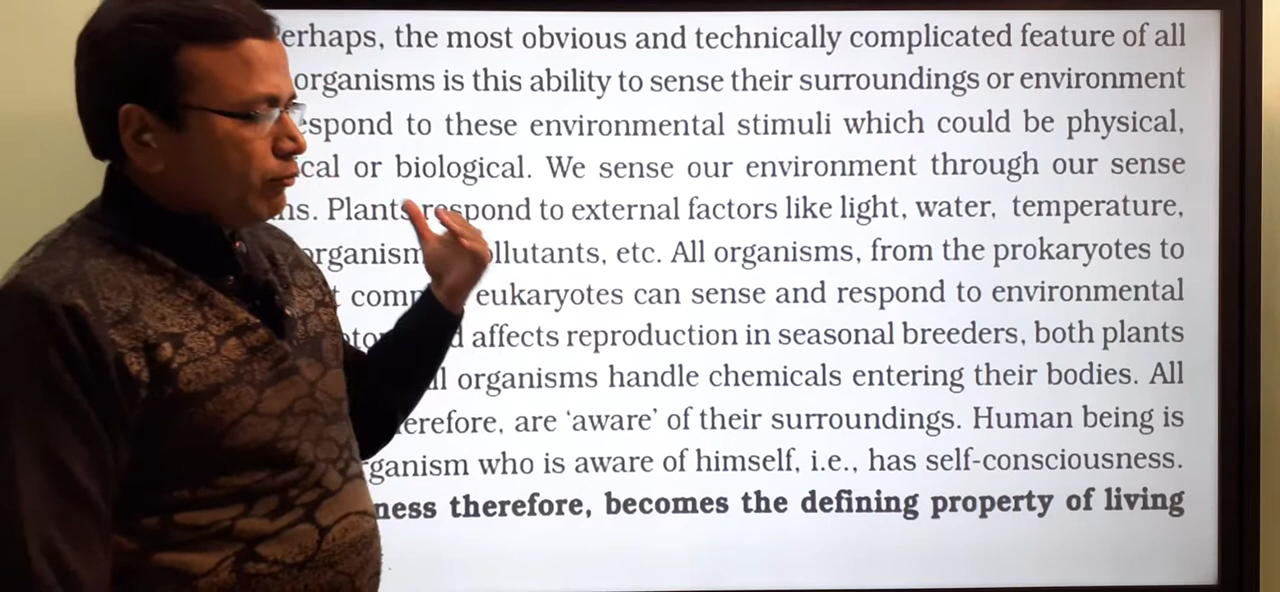 erhaps, the most obvious and technically complicated feature of all
organisms is this ability to sense their surroundings or environment
spond to these environmental stimuli which could be physical,
cal or biological. We sense our environment through our sense
ns. Plants respond to external factors like light, water, temperature,
organism ollutants, etc. All organisms, from the prokaryotes to
t comp eukaryotes can sense and respond to environmental
affects reproduction in seasonal breeders, both plants
organisms handle chemicals entering their bodies. All
erefore, are ‘aware’ of their surroundings. Human being is
ganism who is aware of himself, i.e., has self-consciousness.
ness therefore, becomes the defining property of living